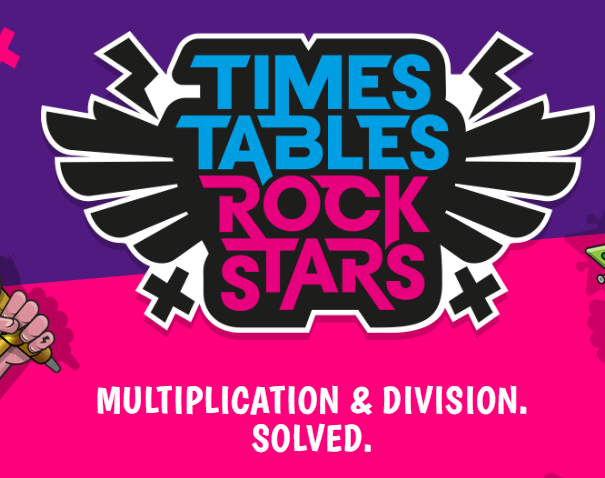 TIMES
TABLES
ROCK
STARS
MULTIPLICATION & DIVISION.
SOLVED.